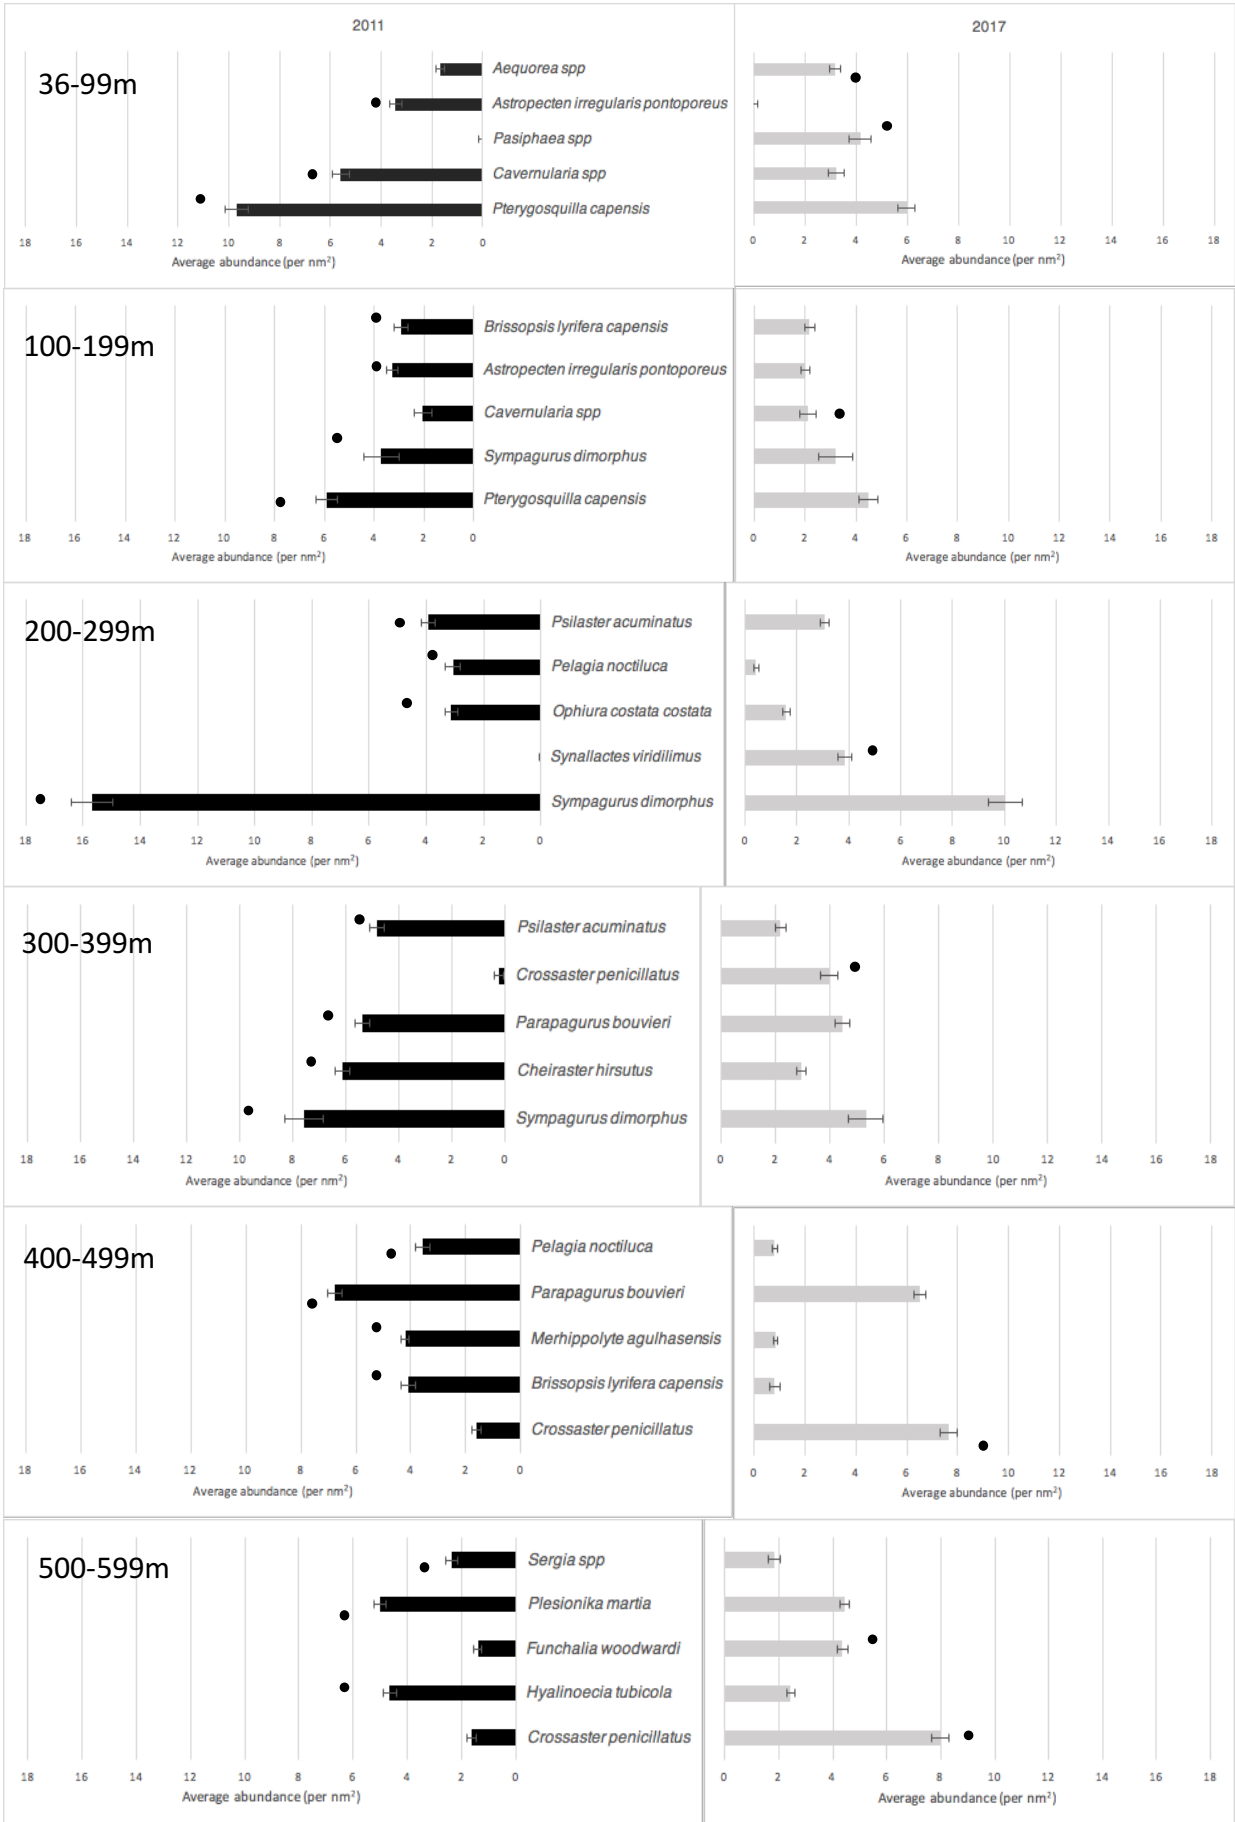 2011
2017
36-99m
Aequorea spp
Astropecten irregularis pontoporeus
Pasiphaea spp
Cavernularia spp
Pterygosquilla capensis
18 16 14 12 10 8 6 4 2 0
0 2 4 6 8 10 12 14 16 18
Average abundance (per nm²)
Average abundance (per nm²)
100-199m
Brissopsis lyrifera capensis
Astropecten irregularis pontoporeus
Cavernularia spp
Sympagurus dimorphus
Pterygosquilla capensis
18 16 14 12 10 8 6 4 2 0
0 2 4 6 8 10 12 14 16 18
Average abundance (per nm²)
Average abundance (per nm²)
200-299m
Psilaster acuminatus
Pelagia noctiluca
Ophiura costata costata
Synallactes viridilimus
Sympagurus dimorphus
18 16 14 12 10 8 6 4 2 0
0 2 4 6 8 10 12 14 16 18
Average abundance (per nm²)
Average abundance (per nm²)
300-399m
Psilaster acuminatus
Crossaster penicillatus
Parapagurus bouvieri
Cheiraster hirsutus
Sympagurus dimorphus
18 16 14 12 10 8 6 4 2 0
0 2 4 6 8 10 12 14 16 18
Average abundance (per nm²)
Average abundance (per nm²)
400-499m
Pelagia noctiluca
Parapagurus bouvieri
Merhippolyte agulhasensis
Brissopsis lyrifera capensis
Crossaster penicillatus
18 16 14 12 10 8 6 4 2 0
0 2 4 6 8 10 12 14 16 18
Average abundance (per nm²)
Average abundance (per nm²)
500-599m
Sergia spp
Plesionika martia
Funchalia woodwardi
Hyalinoecia tubicola
Crossaster penicillatus
18 16 14 12 10 8 6 4 2 0
0 2 4 6 8 10 12 14 16 18
Average abundance (per nm²)
Average abundance (per nm²)